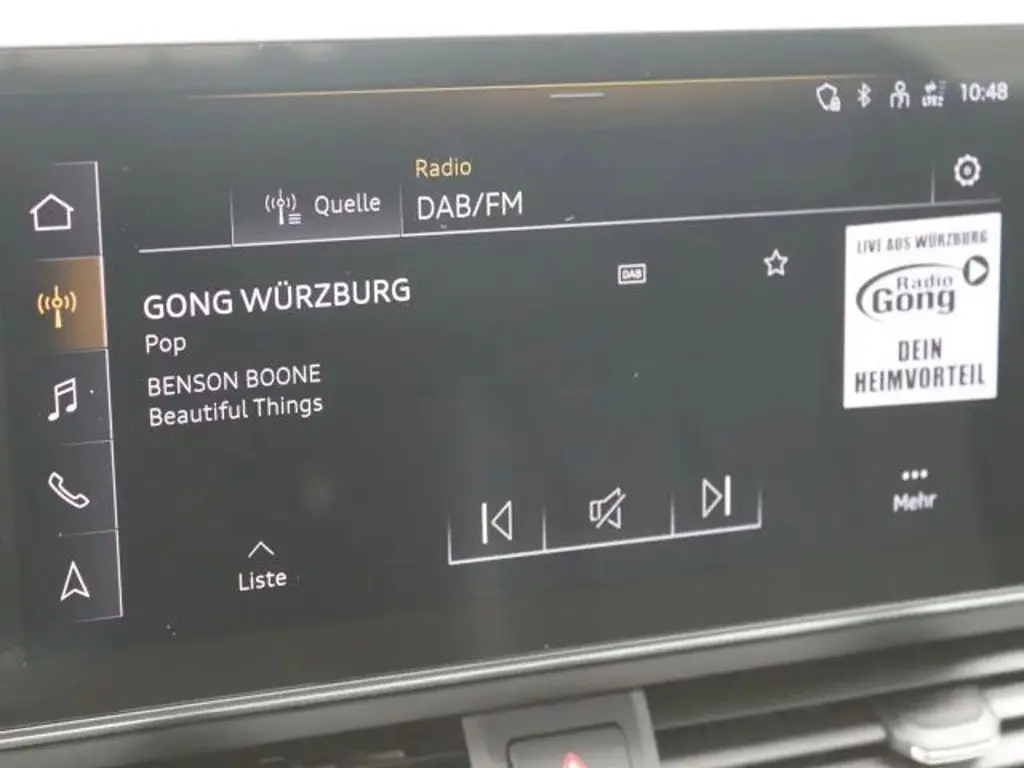 LTE
10:48
Radio
Quelle
DAB/FM
GONG WÜRZBURG
DAB
Pop
BENSON BOONE
Beautiful Things
LIVE AUS WÜRZBURG
Radio
Gong
DEIN
HEIMVORTEIL
Mehr
Liste